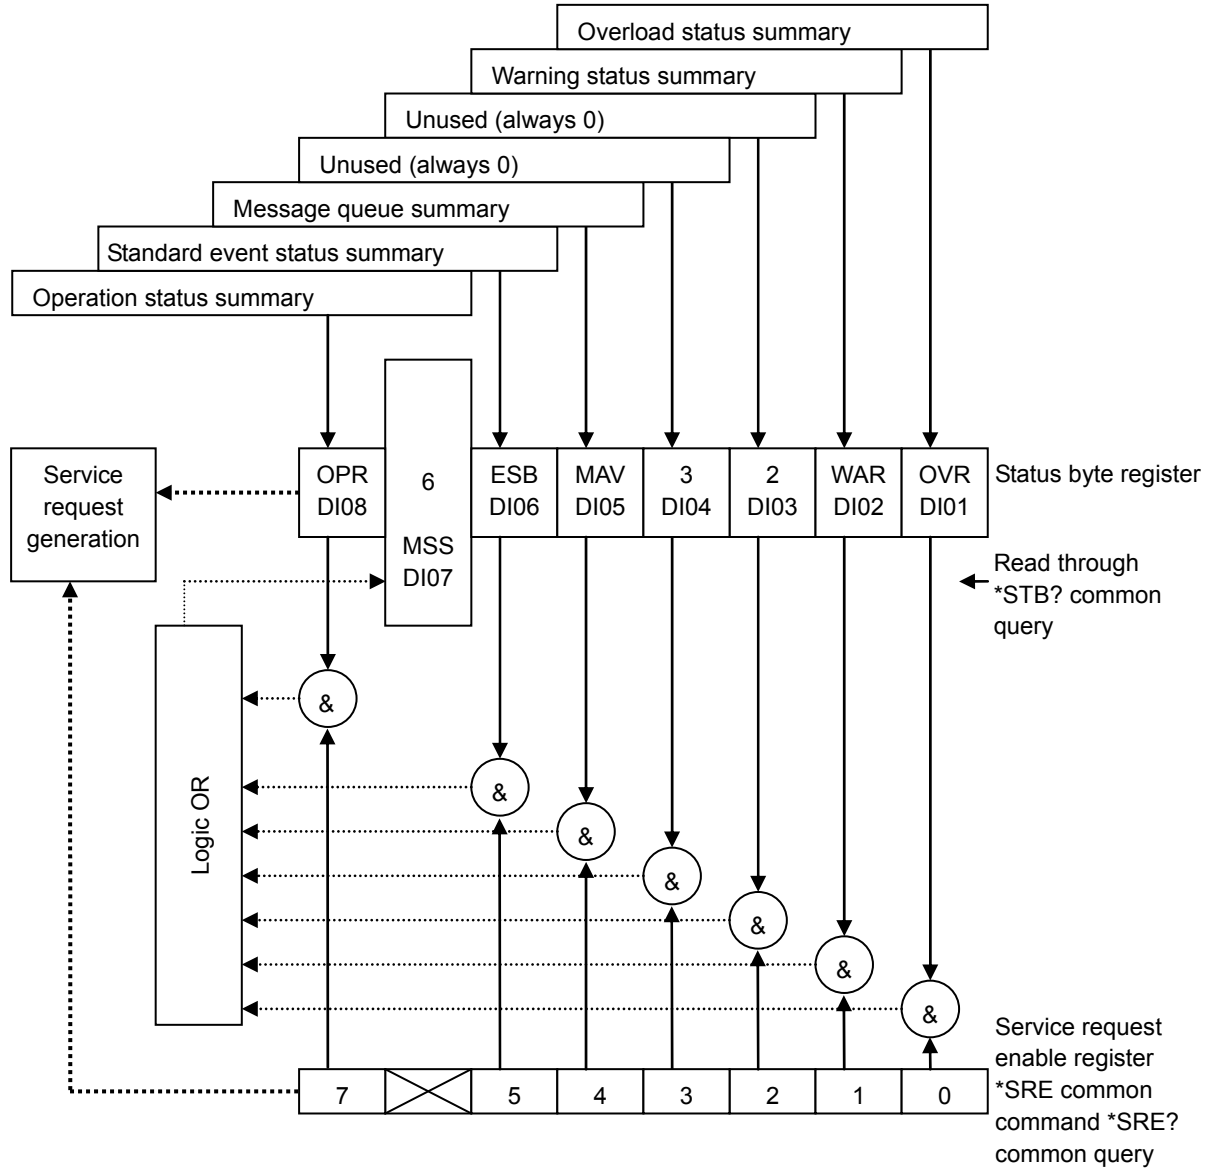 Overload status summary
Warning status summary
Unused (always 0)
Unused (always 0)
Message queue summary
Standard event status summary
Operation status summary
Service
request
generation
OPR
DI08
6
MSS
DI07
ESB
DI06
MAV
DI05
3
DI04
2
DI03
WAR
DI02
OVR
DI01
Status byte register
Read through
*STB? common
query
Logic OR
&
&
&
&
&
&
&
7
5
4
3
2
1
0
Service request
enable register
*SRE common
command *SRE?
common query